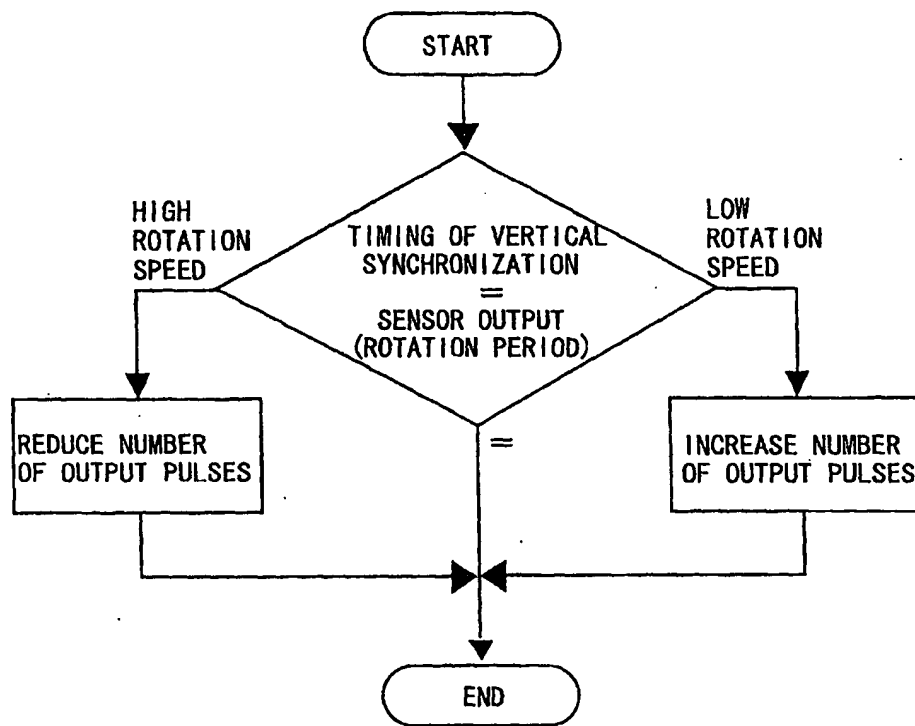 START
HIGH
ROTATION
SPEED
TIMING OF VERTICAL
SYNCHRONIZATION
=
SENSOR OUTPUT
(ROTATION PERIOD)
LOW
ROTATION
SPEED
=
REDUCE NUMBER
OF OUTPUT PULSES
INCREASE NUMBER
OF OUTPUT PULSES
END